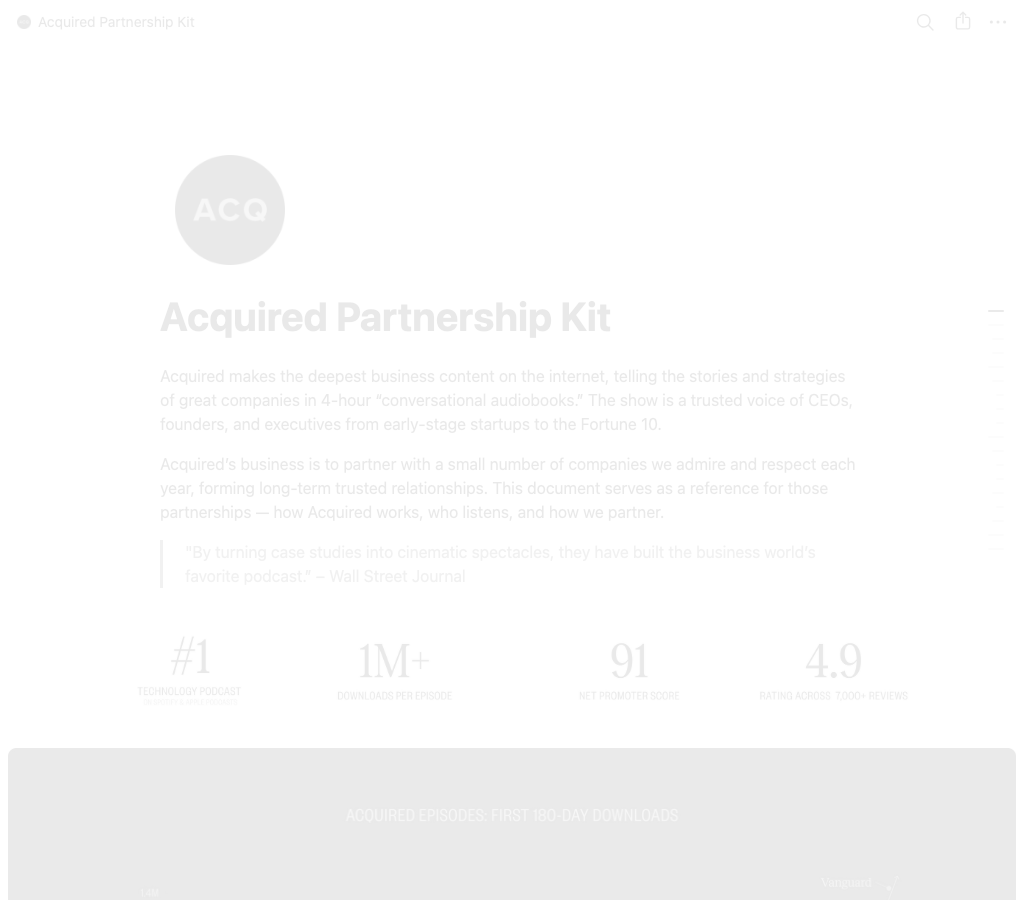 Acquired Partnership Kit
ACQ
Acquired Partnership Kit
Acquired makes the deepest business content on the internet, telling the stories and strategies
of great companies in 4-hour “conversational audiobooks.” The show is a trusted voice of CEOs,
founders, and executives from early-stage startups to the Fortune 10.
Acquired’s business is to partner with a small number of companies we admire and respect each
year, forming long-term trusted relationships. This document serves as a reference for those
partnerships — how Acquired works, who listens, and how we partner.
"By turning case studies into cinematic spectacles, they have built the business world’s
favorite podcast." – Wall Street Journal
#1
TECHNOLOGY PODCAST
1M+
DOWNLOADS PER EPISODE
91
NET PROMOTER SCORE
4.9
RATING ACROSS 7,000+ REVIEWS
ACQUIRED EPISODES: FIRST 180-DAY DOWNLOADS
Vanguard